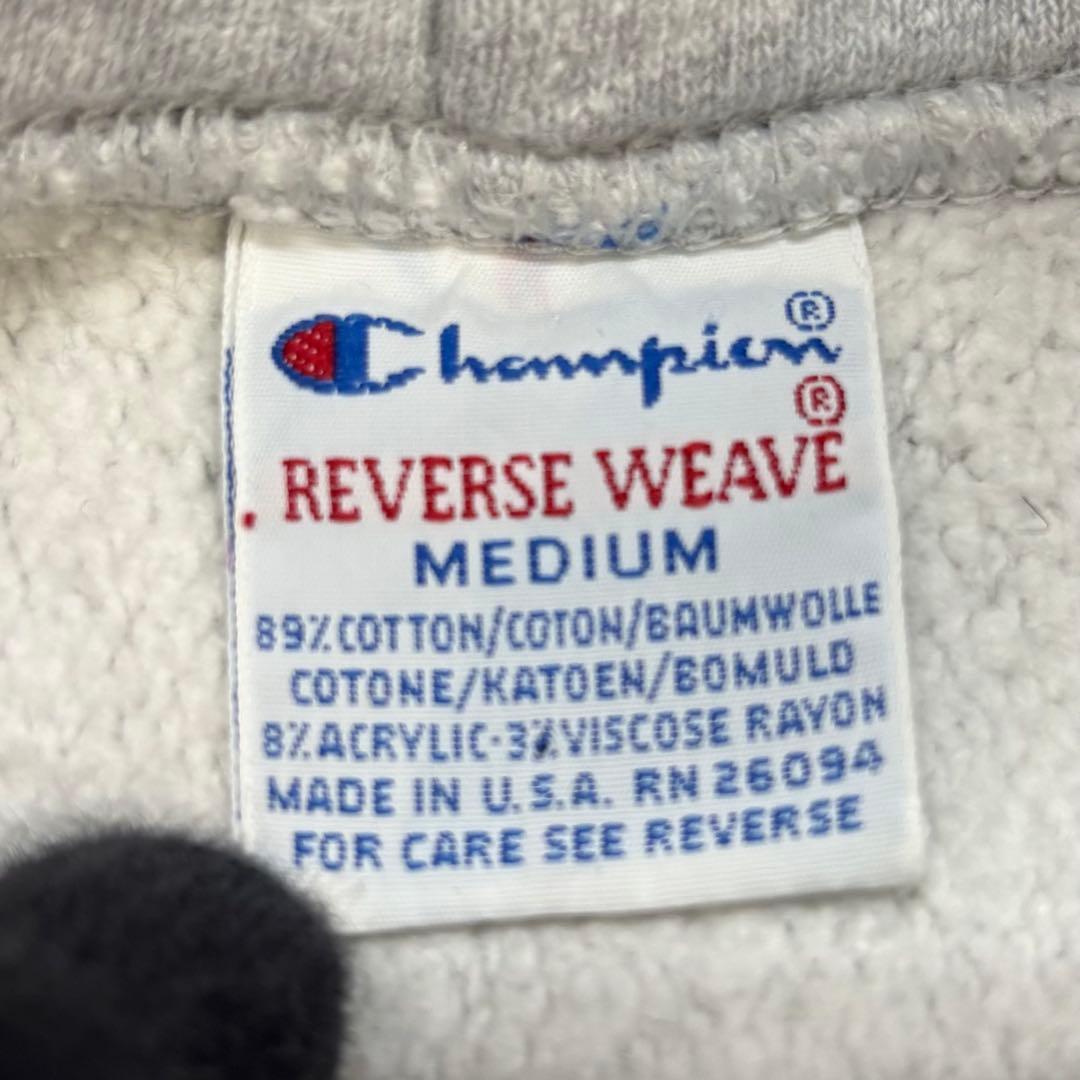 Champion®
®
REVERSE WEAVE
MEDIUM
89%COTTON/COTON/BAUMWOLLE
COTONE/KATOEN/BOMULD
8%ACRYLIC·3%VISCOSE RAYON
MADE IN U.S.A. RN 26094
FOR CARE SEE REVERSE